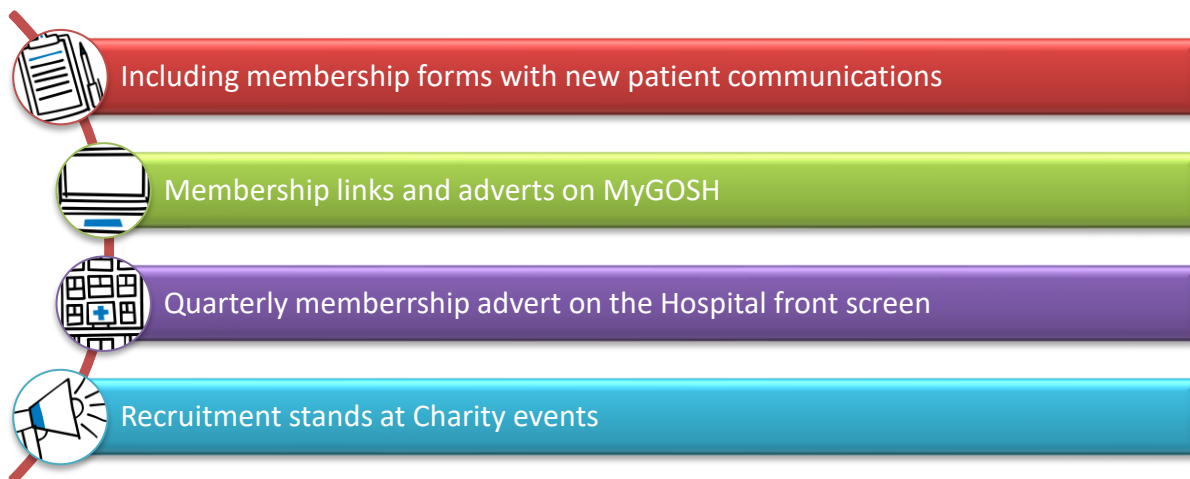 Including membership forms with new patient communications
Membership links and adverts on MyGOSH
Quarterly memberrship advert on the Hospital front screen
Recruitment stands at Charity events